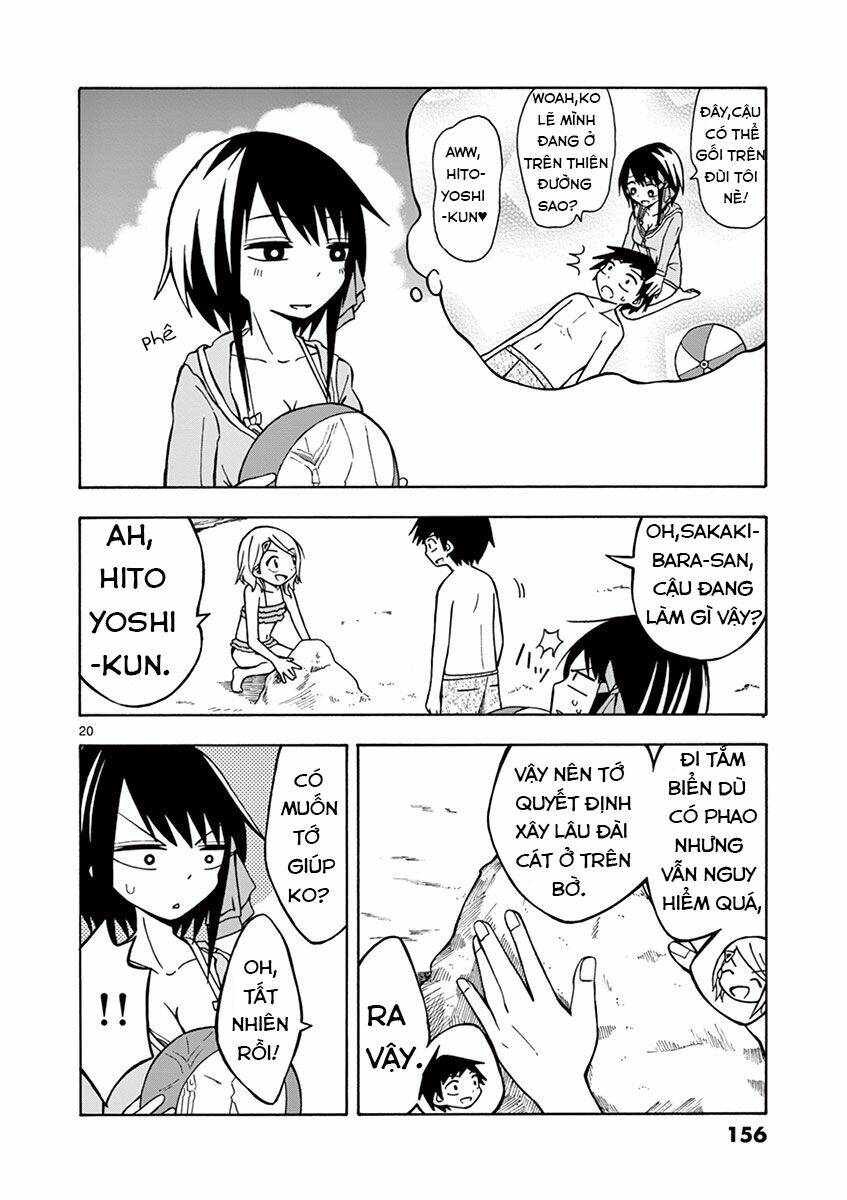 ĐÂY,CẬU
CÓ THỂ
GỐI TRÊN
ĐÙI TÔI
NÈ!
WOAH,KO
LẼ MÌNH
ĐANG Ở
TRÊN THIÊN
ĐƯỜNG
SAO?
AWW,
HITO-
YOSHI
-KUN♥
phê
OH,SAKAKI-
BARA-SAN,
CẬU ĐANG
LÀM GÌ VẬY?
AH,
HITO
YOSHI
-KUN.
20
ĐI TẮM
BIỂN DÙ
CÓ PHAO
NHƯNG
VẪN NGUY
HIỂM QUÁ,
VẬY NÊN TỚ
QUYẾT ĐỊNH
XÂY LÂU ĐÀI
CÁT Ở TRÊN
BỜ.
RA
VẬY.
CÓ
MUỐN
TỚ
GIÚP
KO?
OH,
TẤT
NHIÊN
RỒI!
!!
156